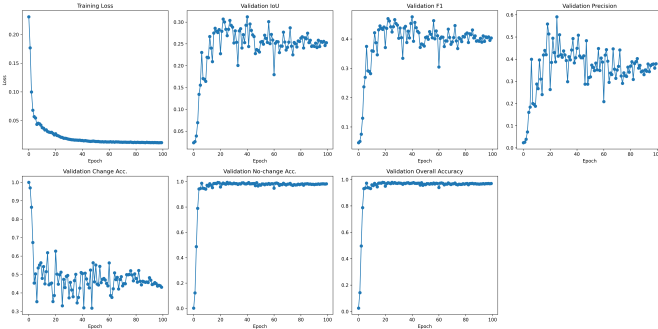 Training Loss
Validation IoU
Validation F1
Validation Precision
Loss
0.20
0.15
0.10
0.05
0 20 40 60 80 100
Epoch
0.30
0.25
0.20
0.15
0.10
0.05
0 20 40 60 80 100
Epoch
0.4
0.3
0.2
0.1
0 20 40 60 80 100
Epoch
0.6
0.5
0.4
0.3
0.2
0.1
0.0
0 20 40 60 80 100
Epoch
Validation Change Acc.
Validation No-change Acc.
Validation Overall Accuracy
1.0
0.9
0.8
0.7
0.6
0.5
0.4
0.3
0 20 40 60 80 100
Epoch
1.0
0.8
0.6
0.4
0.2
0.0
0 20 40 60 80 100
Epoch
1.0
0.8
0.6
0.4
0.2
0.0
0 20 40 60 80 100
Epoch